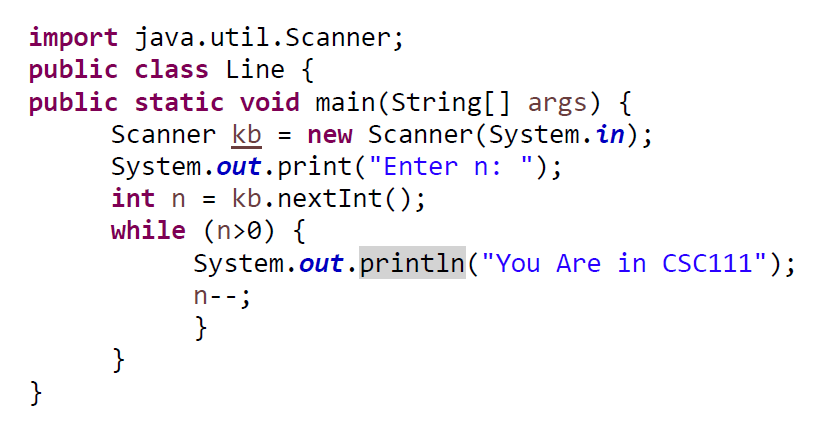 import java.util.Scanner;
public class Line {
public static void main(String[] args) {
Scanner kb = new Scanner(System.in);
System.out.print("Enter n: ");
int n = kb.nextInt();
while (n>0) {
System.out.println("You Are in CSC111");
n--;
}
}
}